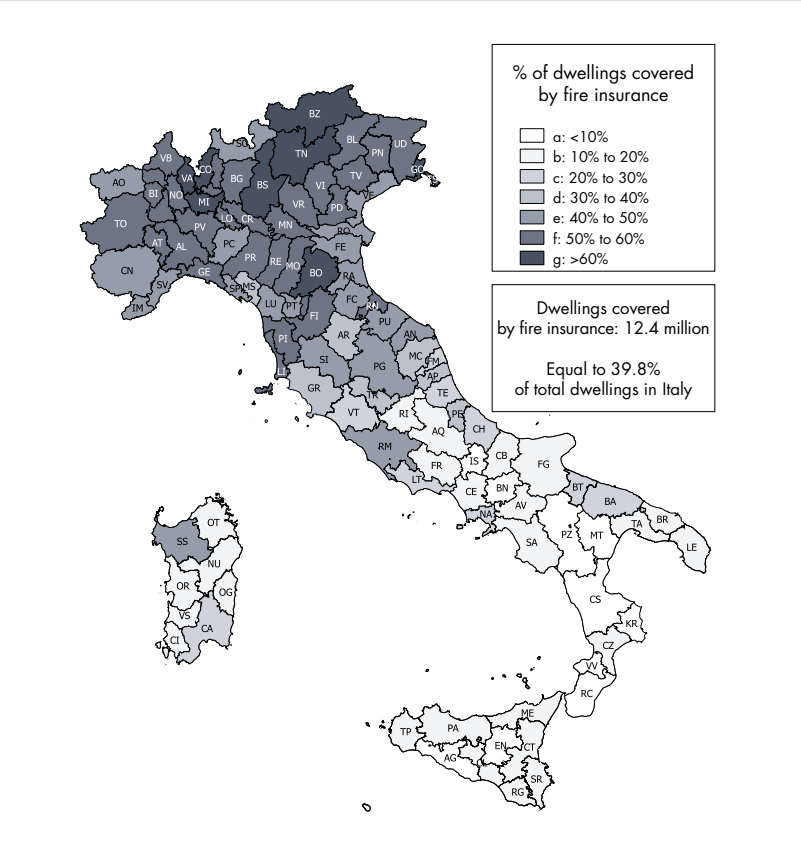 % of dwellings covered
by fire insurance
a: <10%
b: 10% to 20%
c: 20% to 30%
d: 30% to 40%
e: 40% to 50%
f: 50% to 60%
g: >60%
Dwellings covered
by fire insurance: 12.4 million
Equal to 39.8%
of total dwellings in Italy
BZ
BL
UD
SO
TN
PN
VB
CO
GO
VA
BG
BS
VI
TV
AO
BI
NO
MI
VR
PD
TO
LO
CR
PV
MN
RO
AT
AL
PC
FE
CN
GE
PR
RE
MO
BO
SV
SP
MS
RA
IM
LU
PT
FC
RN
FI
PU
PI
AR
AN
SI
MC
FM
LI
PG
AP
GR
TR
TE
VT
RI
PE
AQ
CH
RM
FR
IS
CB
FG
LT
CE
BN
BT
AV
BA
NA
TA
BR
OT
SS
SA
PZ
MT
LE
NU
OR
OG
CS
VS
CA
KR
CI
CZ
VV
RC
ME
TP
PA
EN
CT
AG
SR
RG